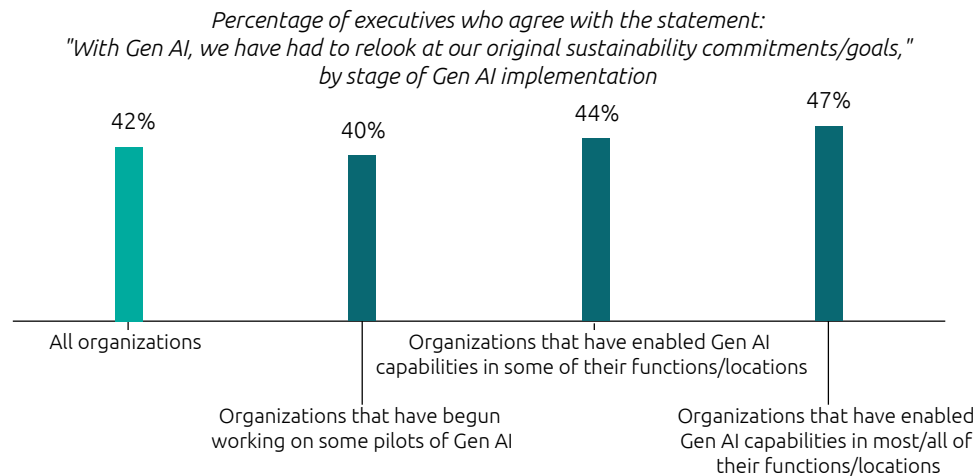 Percentage of executives who agree with the statement:
"With Gen AI, we have had to relook at our original sustainability commitments/goals,"
by stage of Gen AI implementation
42%
40%
44%
47%
All organizations
Organizations that have begun
working on some pilots of Gen AI
Organizations that have enabled Gen AI
capabilities in some of their functions/locations
Organizations that have enabled
Gen AI capabilities in most/all of
their functions/locations